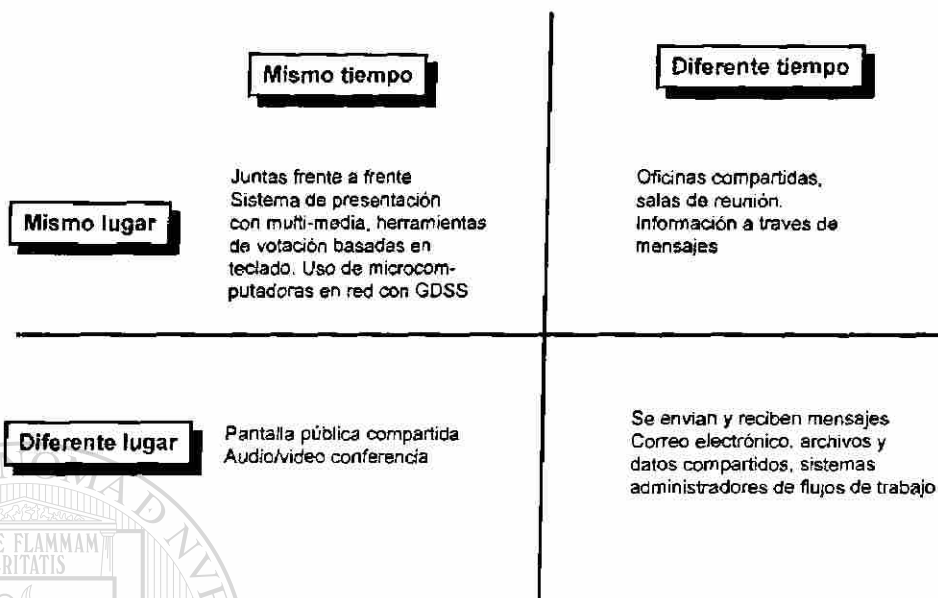 Mismo tiempo
Diferente tiempo
Mismo lugar
Juntas frente a frente
Sistema de presentación
con multi-media, herramientas
de votación basadas en
teclado. Uso de microcom-
putadoras en red con GDSS
Oficinas compartidas,
salas de reunión.
Información a traves de
mensajes
Diferente lugar
Pantalla pública compartida
Audio/video conferencia
Se envian y reciben mensajes
Correo electrónico, archivos y
datos compartidos, sistemas
administradores de flujos de trabajo
FLAMMAM